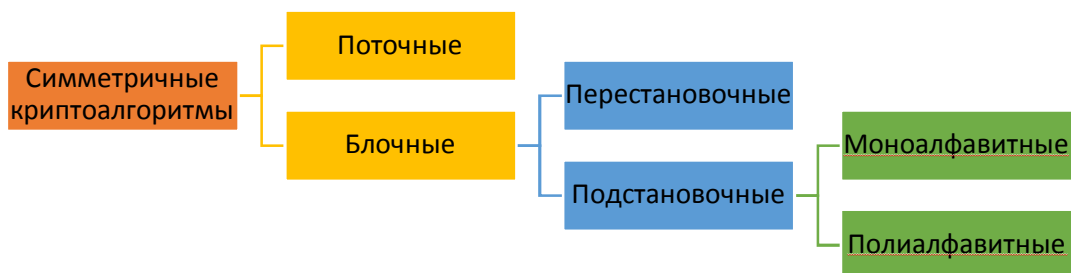 Симметричные
криптоалгоритмы
Поточные
Блочные
Перестановочные
Подстановочные
Моноалфавитные
Полиалфавитные